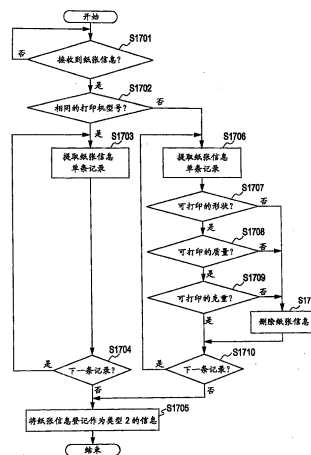 开始
S1701
接收到纸张信息?
否
是
S1702
相同的打印机型号?
否
是
S1703
提取纸张信息
单条记录
S1706
提取纸张信息
单条记录
S1707
可打印的形状?
否
是
S1708
可打印的质量?
否
是
S1709
可打印的克重?
否
是
S17
删除纸张信息
S1704
下一条记录?
是
否
S1710
下一条记录?
是
否
将纸张信息登记作为类型 2 的信息
S1705
结束